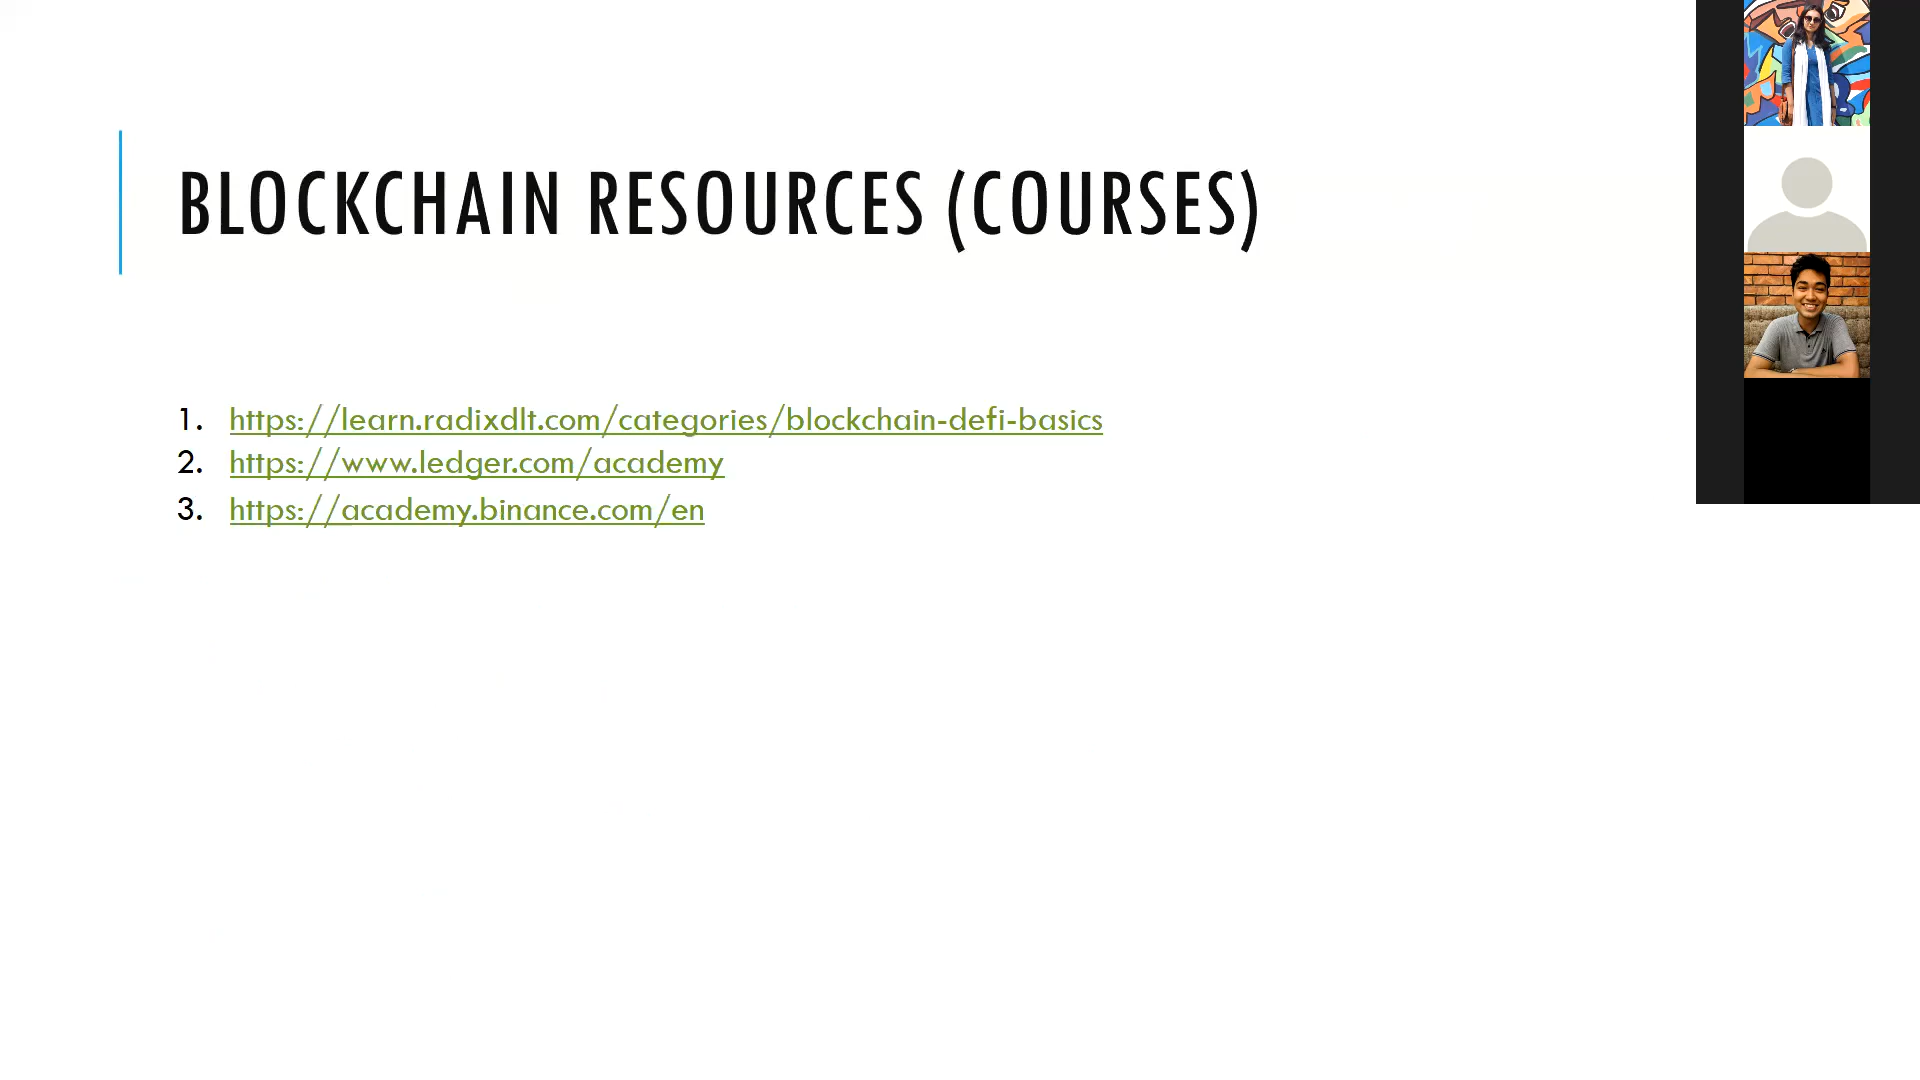 BLOCKCHAIN RESOURCES (COURSES)
1. https://learn.radixdlt.com/categories/blockchain-defi-basics
2. https://www.ledger.com/academy
3. https://academy.binance.com/en